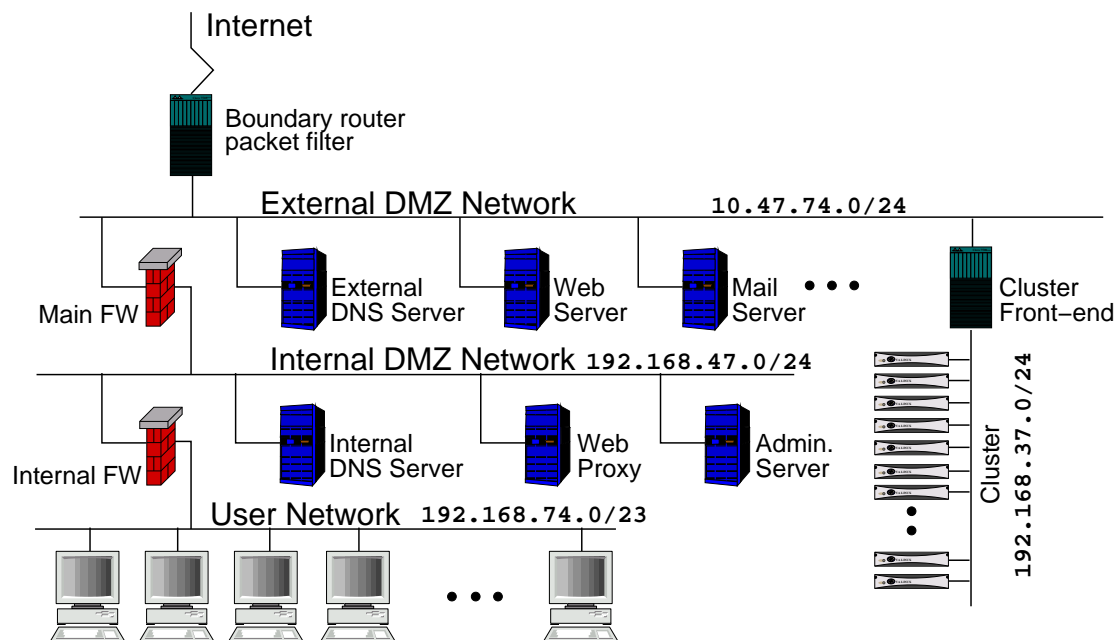 Internet
Boundary router
packet filter
External DMZ Network
10.47.74.0/24
Main FW
External
DNS Server
Web
Server
Mail
Server
Cluster
Front−end
Internal DMZ Network
192.168.47.0/24
Internal FW
Internal
DNS Server
Web
Proxy
Admin.
Server
Cluster
192.168.37.0/24
User Network
192.168.74.0/23